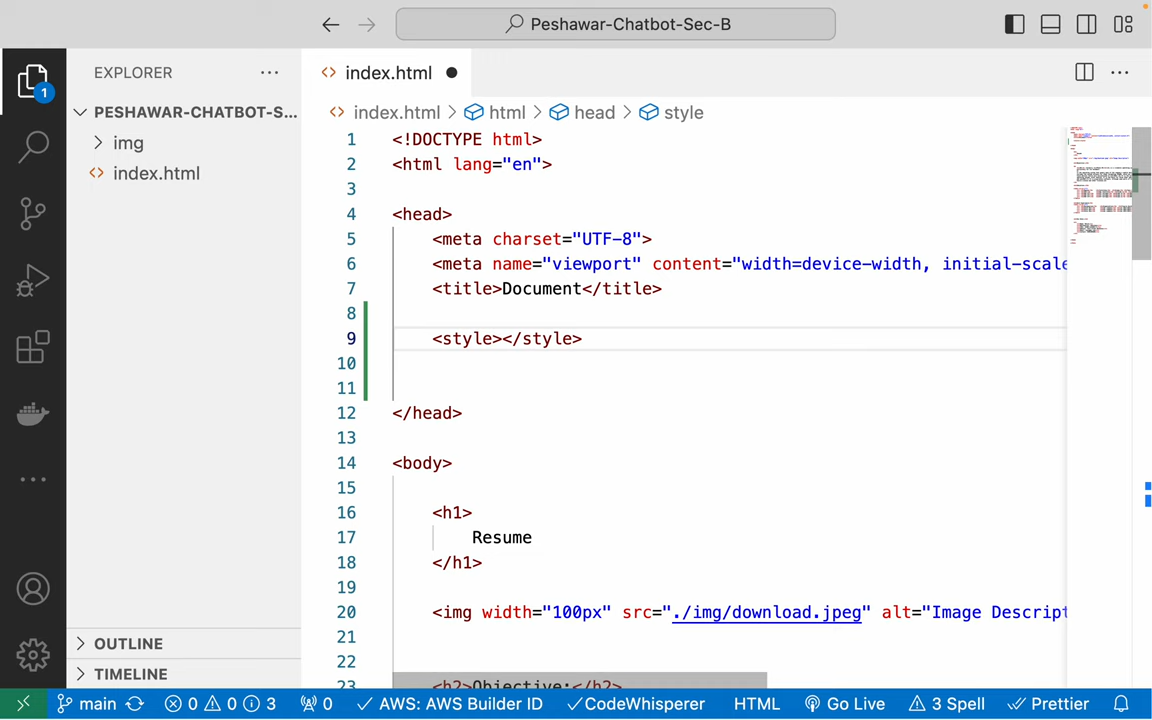 Peshawar-Chatbot-Sec-B
1
EXPLORER
PESHAWAR-CHATBOT-S...
img
index.html
OUTLINE
TIMELINE
index.html
index.html > html > head > style
1 <!DOCTYPE html>
2 <html lang="en">
3
4 <head>
5 <meta charset="UTF-8">
6 <meta name="viewport" content="width=device-width, initial-scale
7 <title>Document</title>
8
9 <style></style>
10
11
12 </head>
13
14 <body>
15
16 <h1>
17 Resume
18 </h1>
19
20 <img width="100px" src="./img/download.jpeg" alt="Image Descript
21
22
23 <h2>Objective:</h2>
main 0 0 3 0 AWS: AWS Builder ID CodeWhisperer HTML Go Live 3 Spell Prettier